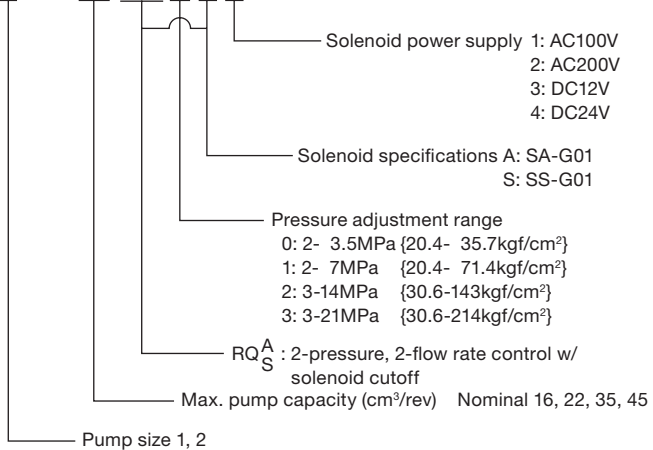 Solenoid power supply 1: AC100V
2: AC200V
3: DC12V
4: DC24V
Solenoid specifications A: SA-G01
S: SS-G01
Pressure adjustment range
0: 2- 3.5MPa {20.4- 35.7kgf/cm²}
1: 2- 7MPa {20.4- 71.4kgf/cm²}
2: 3-14MPa {30.6-143kgf/cm²}
3: 3-21MPa {30.6-214kgf/cm²}
RQ A S : 2-pressure, 2-flow rate control w/
solenoid cutoff
Max. pump capacity (cm³/rev) Nominal 16, 22, 35, 45
Pump size 1, 2